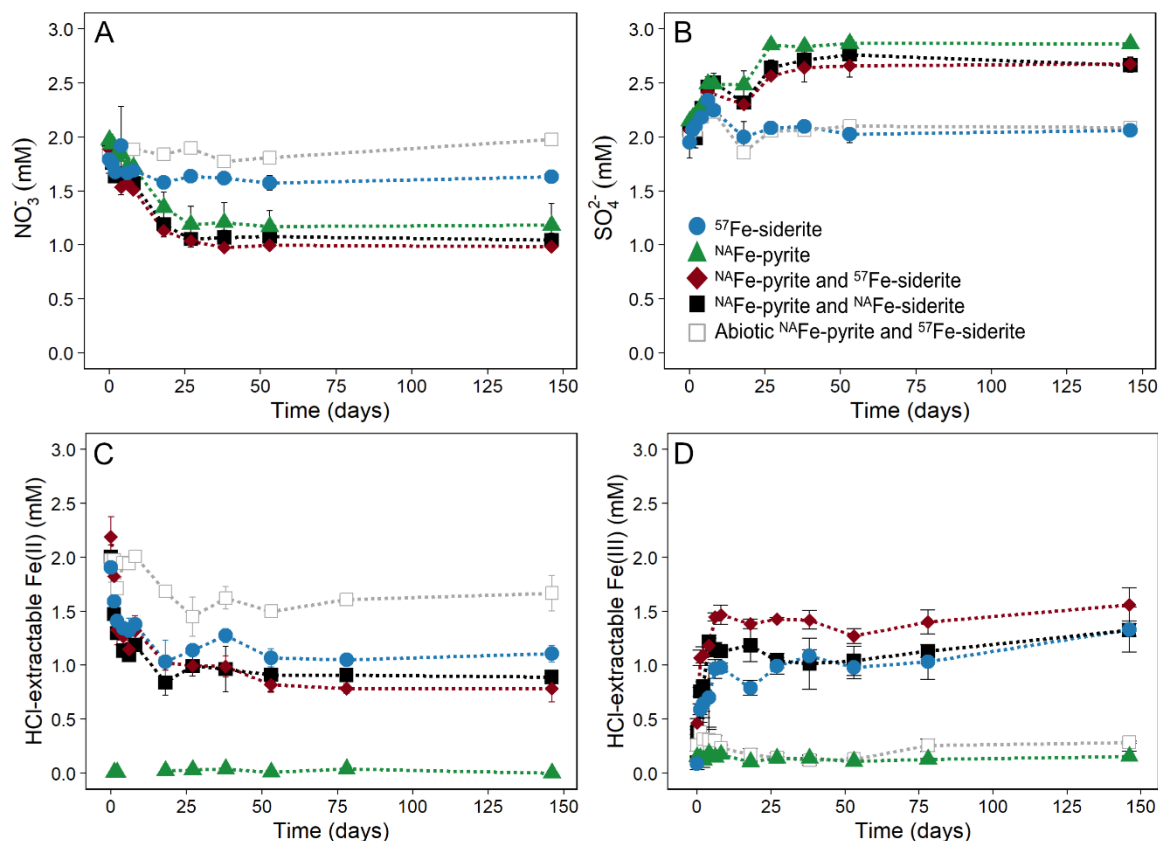 A
NO₃⁻ (mM)
3.0
2.5
2.0
1.5
1.0
0.5
0.0
0 25 50 75 100 125 150
Time (days)
B
SO₄²⁻ (mM)
3.0
2.5
2.0
1.5
1.0
0.5
0.0
⁵⁷Fe-siderite
ᴺᴬFe-pyrite
ᴺᴬFe-pyrite and ⁵⁷Fe-siderite
ᴺᴬFe-pyrite and ᴺᴬFe-siderite
Abiotic ᴺᴬFe-pyrite and ⁵⁷Fe-siderite
0 25 50 75 100 125 150
Time (days)
C
HCl-extractable Fe(II) (mM)
3.0
2.5
2.0
1.5
1.0
0.5
0.0
0 25 50 75 100 125 150
Time (days)
D
HCl-extractable Fe(III) (mM)
3.0
2.5
2.0
1.5
1.0
0.5
0.0
0 25 50 75 100 125 150
Time (days)